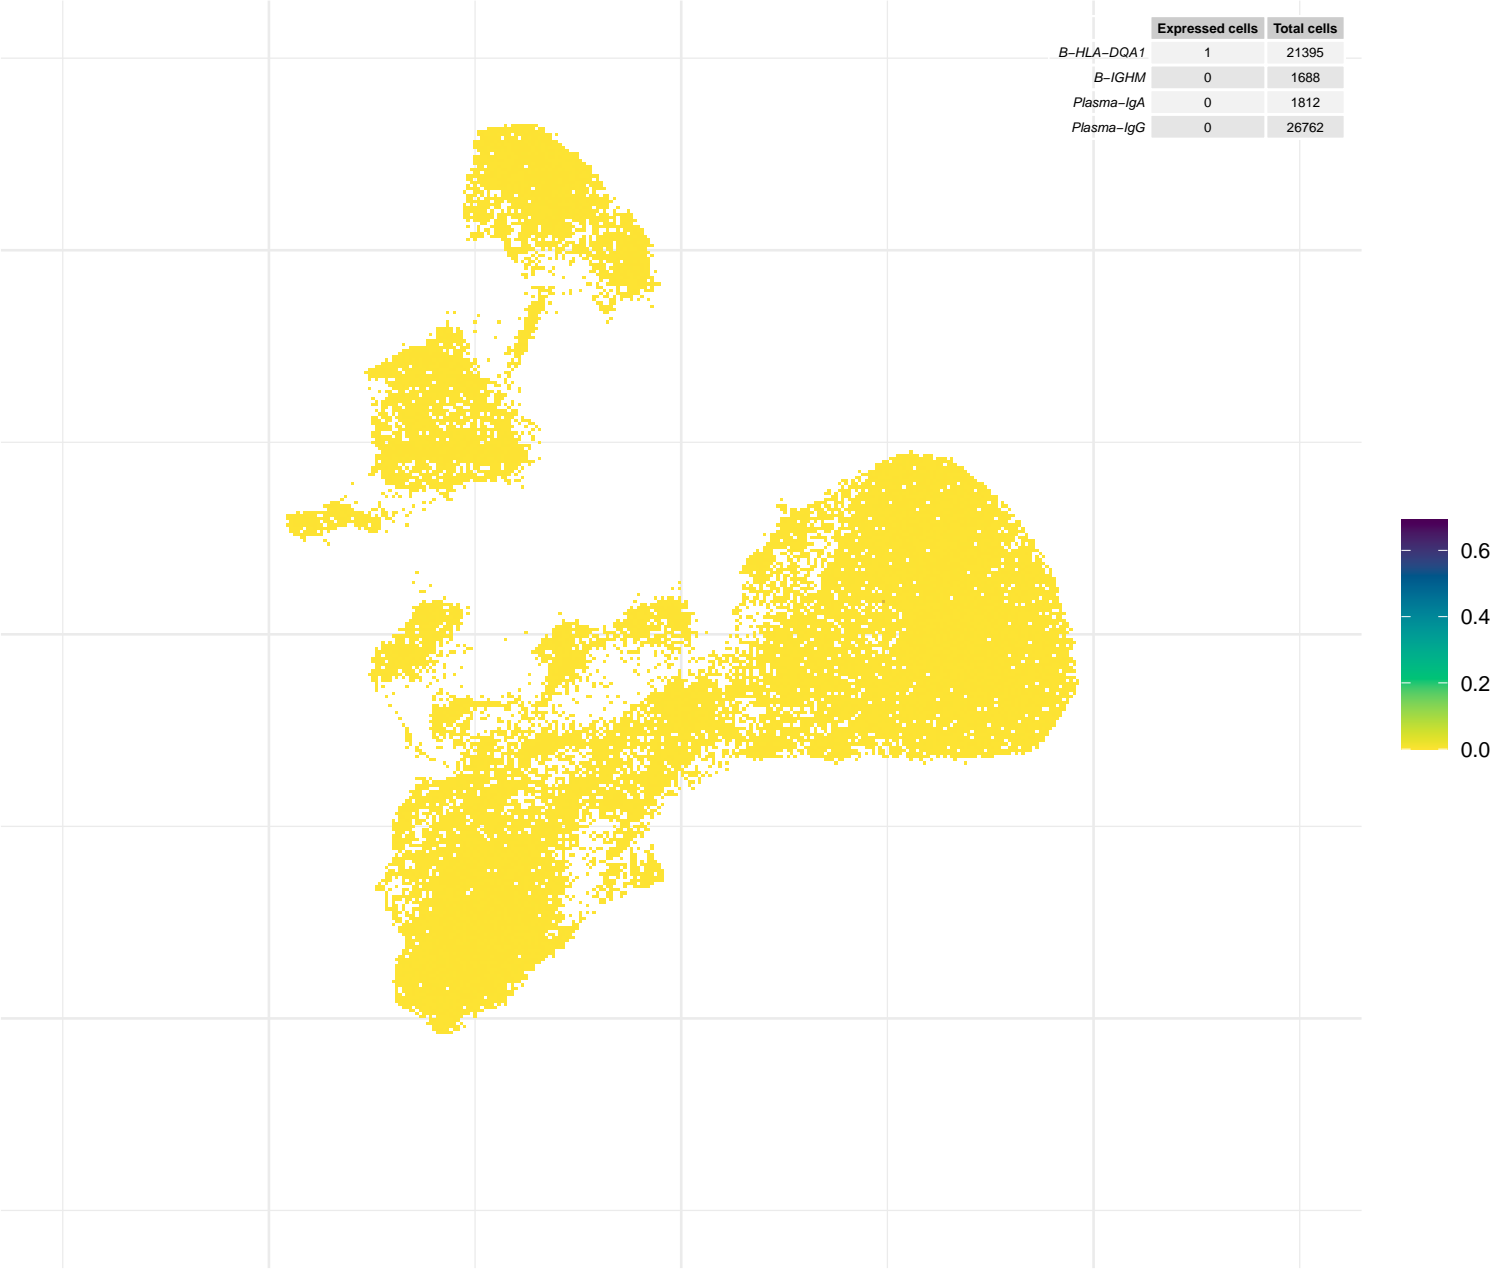 Expressed cells Total cells
B−HLA−DQA1 1 21395
B−IGHM 0 1688
Plasma−IgA 0 1812
Plasma−IgG 0 26762
0.6
0.4
0.2
0.0